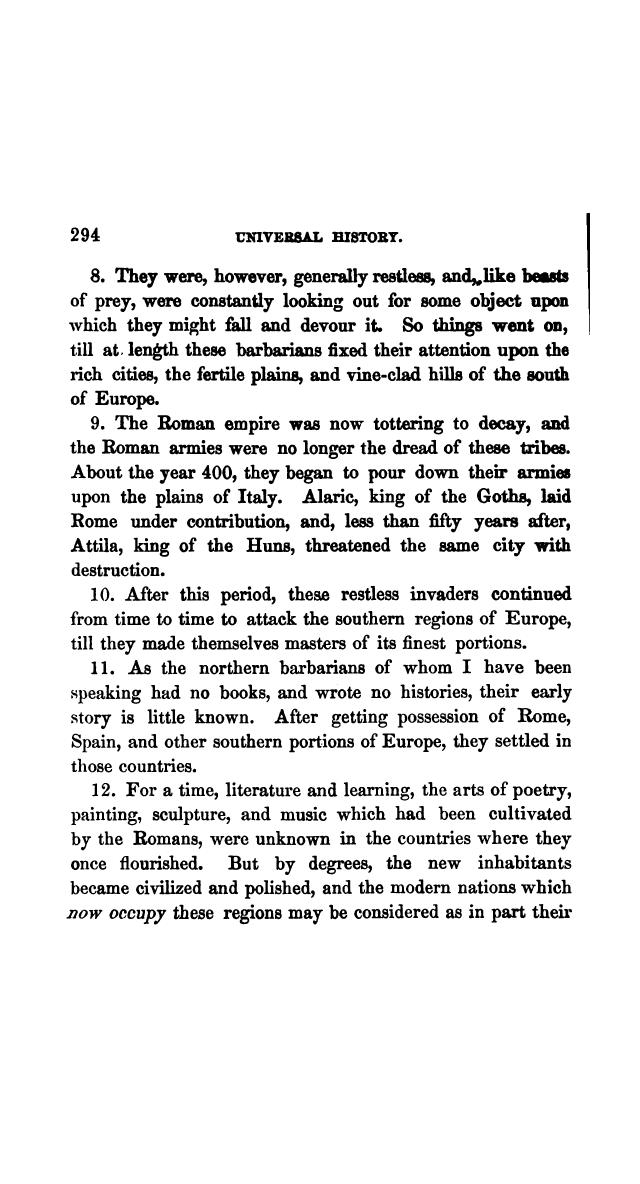 294 UNIVERSAL HISTORY.
8. They were, however, generally restless, and, like beasts
of prey, were constantly looking out for some object upon
which they might fall and devour it. So things went on,
till at length these barbarians fixed their attention upon the
rich cities, the fertile plains, and vine-clad hills of the south
of Europe.
9. The Roman empire was now tottering to decay, and
the Roman armies were no longer the dread of these tribes.
About the year 400, they began to pour down their armies
upon the plains of Italy. Alaric, king of the Goths, laid
Rome under contribution, and, less than fifty years after,
Attila, king of the Huns, threatened the same city with
destruction.
10. After this period, these restless invaders continued
from time to time to attack the southern regions of Europe,
till they made themselves masters of its finest portions.
11. As the northern barbarians of whom I have been
speaking had no books, and wrote no histories, their early
story is little known. After getting possession of Rome,
Spain, and other southern portions of Europe, they settled in
those countries.
12. For a time, literature and learning, the arts of poetry,
painting, sculpture, and music which had been cultivated
by the Romans, were unknown in the countries where they
once flourished. But by degrees, the new inhabitants
became civilized and polished, and the modern nations which
now occupy these regions may be considered as in part their